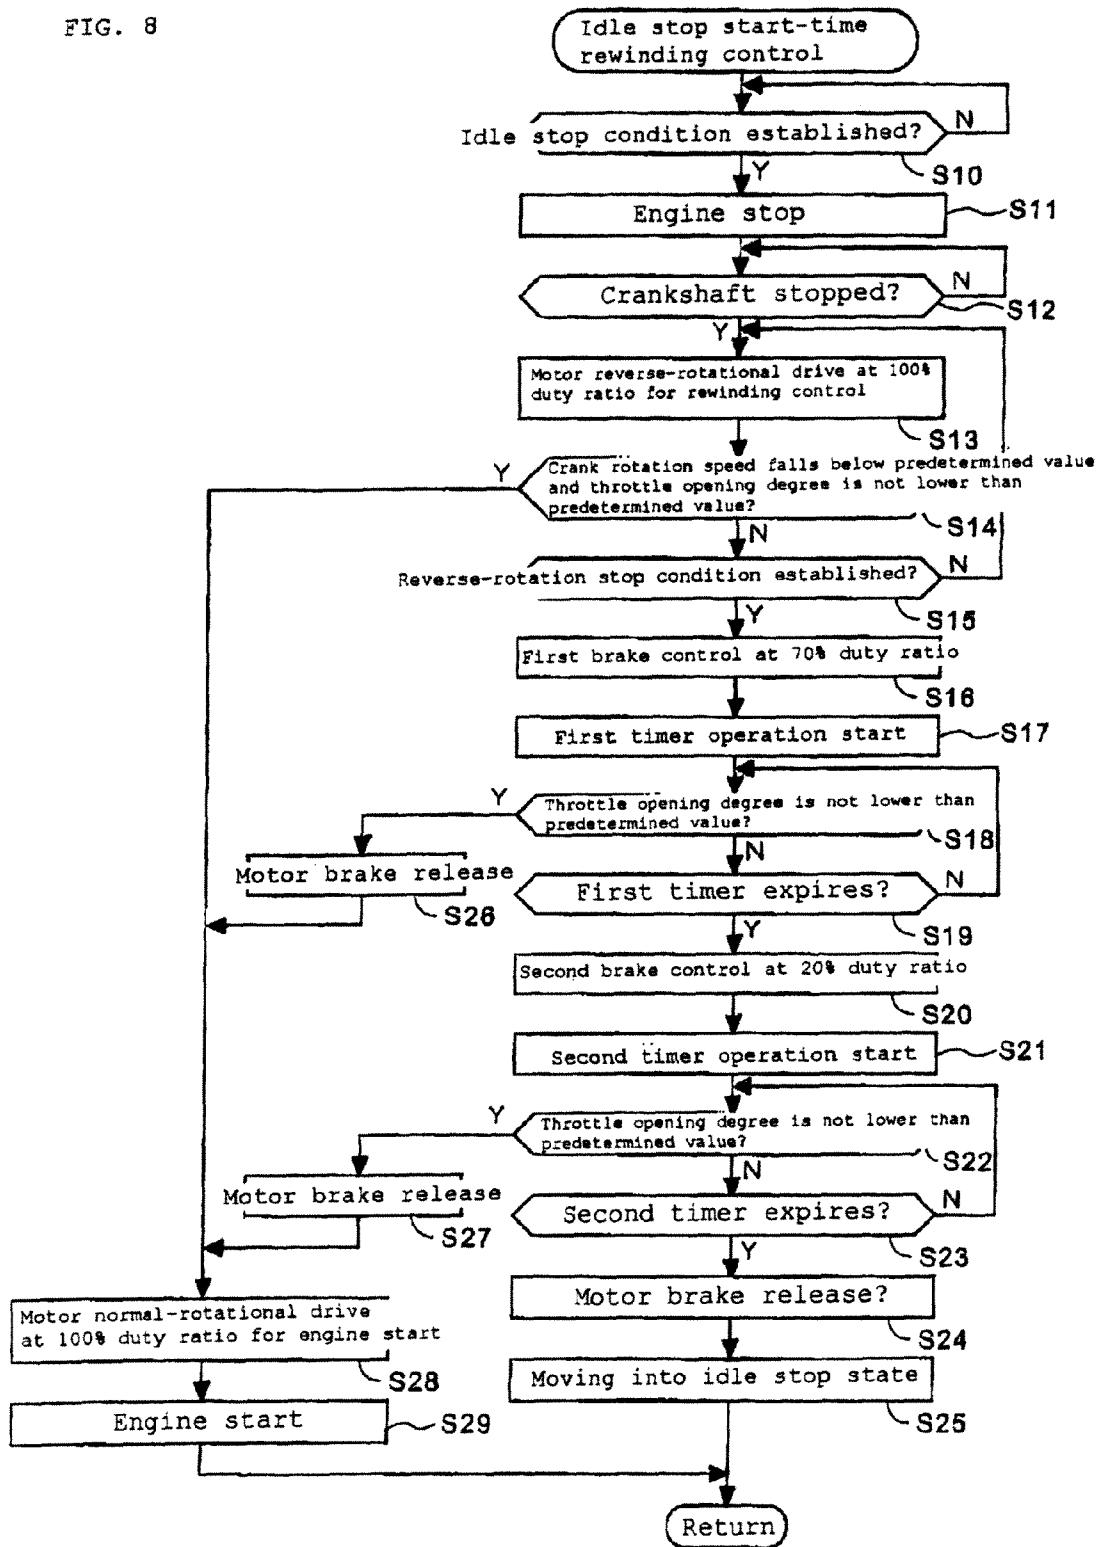 FIG. 8
Idle stop start-time
rewinding control
Idle stop condition established?
N
S10
Y
Engine stop
S11
Crankshaft stopped?
N
S12
Y
Motor reverse-rotational drive at 100%
duty ratio for rewinding control
S13
Crank rotation speed falls below predetermined value
and throttle opening degree is not lower than
predetermined value?
Y
S14
N
Reverse-rotation stop condition established?
N
S15
Y
First brake control at 70% duty ratio
S16
First timer operation start
S17
Throttle opening degree is not lower than
predetermined value?
Y
S18
N
Motor brake release
S26
First timer expires?
N
S19
Y
Second brake control at 20% duty ratio
S20
Second timer operation start
S21
Throttle opening degree is not lower than
predetermined value?
Y
S22
N
Motor brake release
S27
Second timer expires?
N
S23
Y
Motor brake release?
S24
Motor normal-rotational drive
at 100% duty ratio for engine start
S28
Moving into idle stop state
S25
Engine start
S29
Return